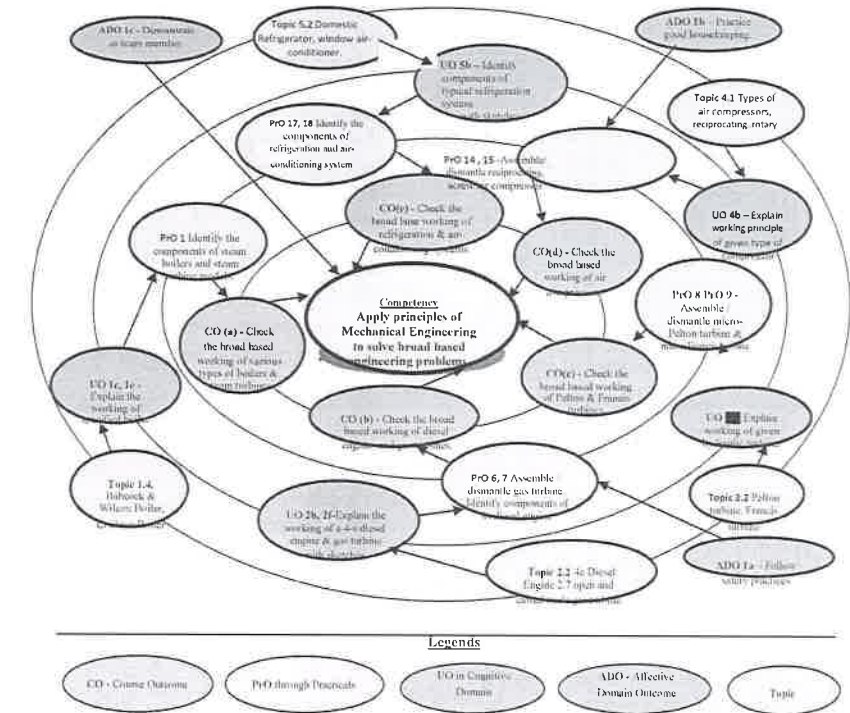 ADO 1c - Demonstrate
as team member
Topic 5.2 Domestic
Refrigerator, window air-
conditioner.
ADO 1b - Practice
good housekeeping
UO 5b – Identify
components of
typical refrigeration
system
Topic 4.1 Types of
air compressors,
reciprocating, rotary
PrO 17, 18 Identify the
components of
refrigeration and air-
conditioning system
PrO 14, 15 -Assemble
dismantle reciprocating,
screw air compressor
CO(e) - Check the
broad base working of
refrigeration & air-
UO 4b – Explain
working principle
of given type of
compressor
PrO 1 Identify the
components of steam
boilers and steam
CO(d) - Check the
broad based
working of air
Competency
Apply principles of
Mechanical Engineering
to solve broad based
engineering problems
PrO 8 PrO 9 -
Assemble
dismantle micro-
Pelton turbine &
CO (a) - Check
the broad based
working of various
types of boilers &
steam turbine
CO(c) - Check the
broad based working
of Pelton & Francis
turbines
UO 1c, 1e -
Explain the
working of
CO (b) - Check the broad
based working of diesel
UO Explain
working of given
Topic 1.4,
Babcock &
Wilcox Boiler,
PrO 6, 7 Assemble
dismantle gas turbine
Identify components of
Topic 3.2 Pelton
turbine, Francis
turbine
UO 2b, 2f-Explain the
working of a 4-s diesel
engine & gas turbine
with sketches
ADO 1a - Follow
safety practices
Topic 2.2 4s Diesel
Engine 2.7 open and
Legends
CO - Course Outcome
PrO through Practicals
UO in Cognitive
Domain
ADO - Affective
Domain Outcome
Topic